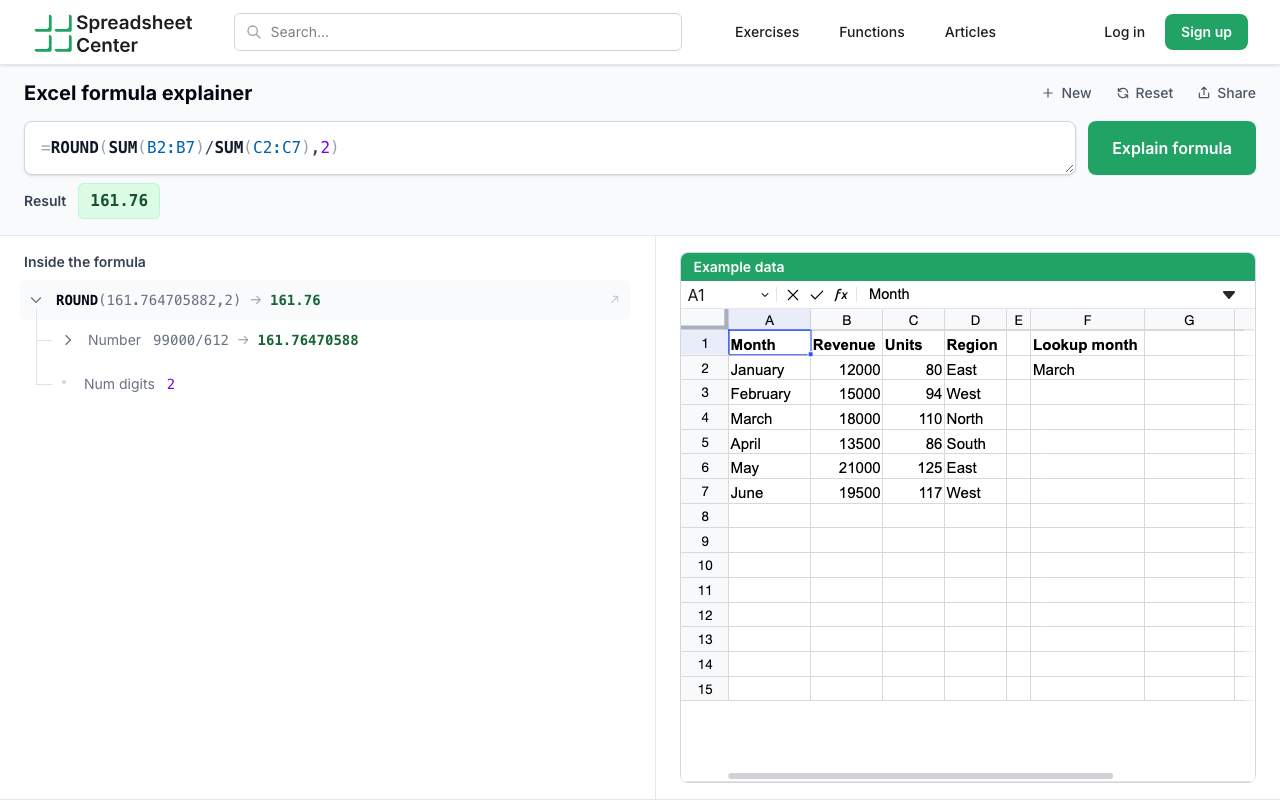 Spreadsheet
Center
Search...
Exercises
Functions
Articles
Log in
Sign up
Excel formula explainer
New
Reset
Share
=ROUND(SUM(B2:B7)/SUM(C2:C7),2)
Explain formula
Result 161.76
Inside the formula
ROUND(161.764705882,2) → 161.76
Number 99000/612 → 161.76470588
Num digits 2
Example data
A1 fx Month
A B C D E F G
1 Month Revenue Units Region Lookup month
2 January 12000 80 East March
3 February 15000 94 West
4 March 18000 110 North
5 April 13500 86 South
6 May 21000 125 East
7 June 19500 117 West
8
9
10
11
12
13
14
15